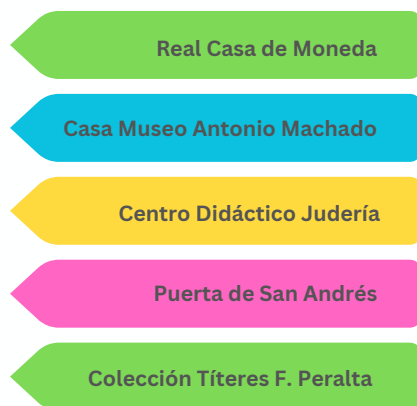 Real Casa de Moneda
Casa Museo Antonio Machado
Centro Didáctico Judería
Puerta de San Andrés
Colección Títeres F. Peralta